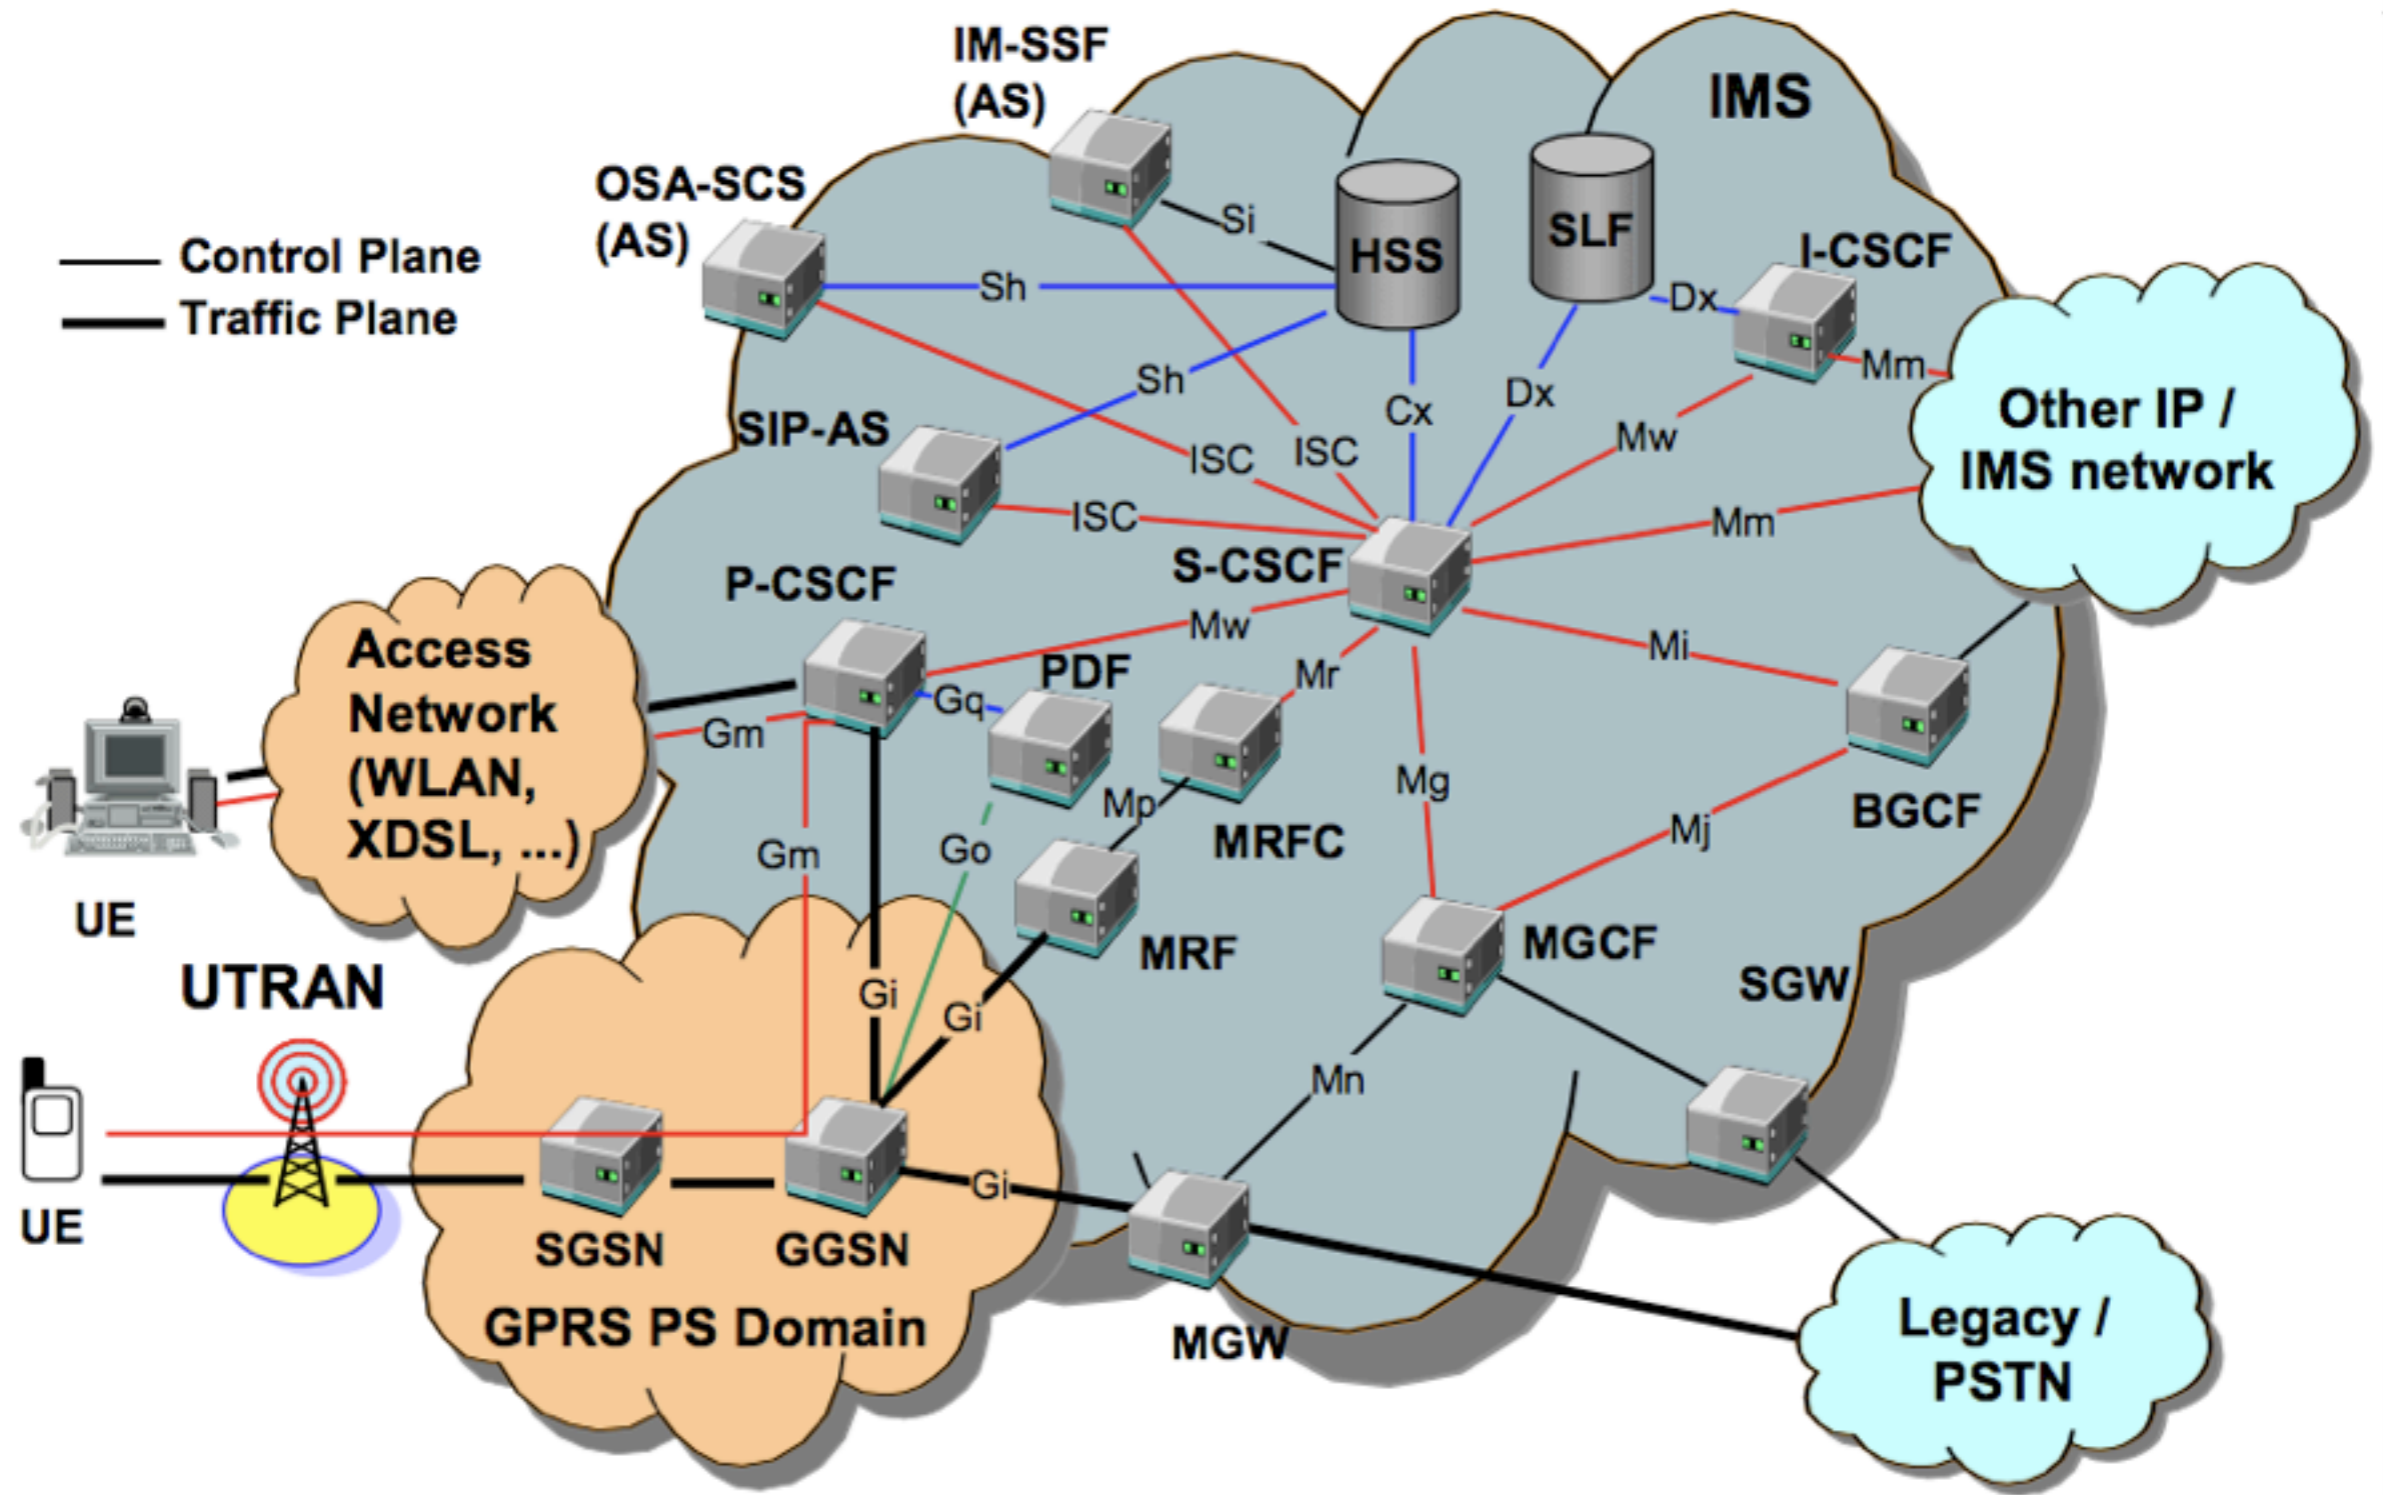 IM-SSF
(AS)
IMS
OSA-SCS
(AS)
Si
HSS
SLF
I-CSCF
Control Plane
Traffic Plane
Sh
Dx
Mm
Sh
Cx
Dx
Other IP /
IMS network
SIP-AS
ISC
ISC
Mw
ISC
Mm
P-CSCF
S-CSCF
Access
Network
(WLAN,
XDSL, ...)
Mw
Mi
PDF
Mr
Gq
Gm
Mp
Mg
BGCF
MRFC
Mj
Gm
Go
UE
MRF
MGCF
SGW
UTRAN
Gi
Gi
Mn
Gi
UE
SGSN
GGSN
GPRS PS Domain
MGW
Legacy /
PSTN